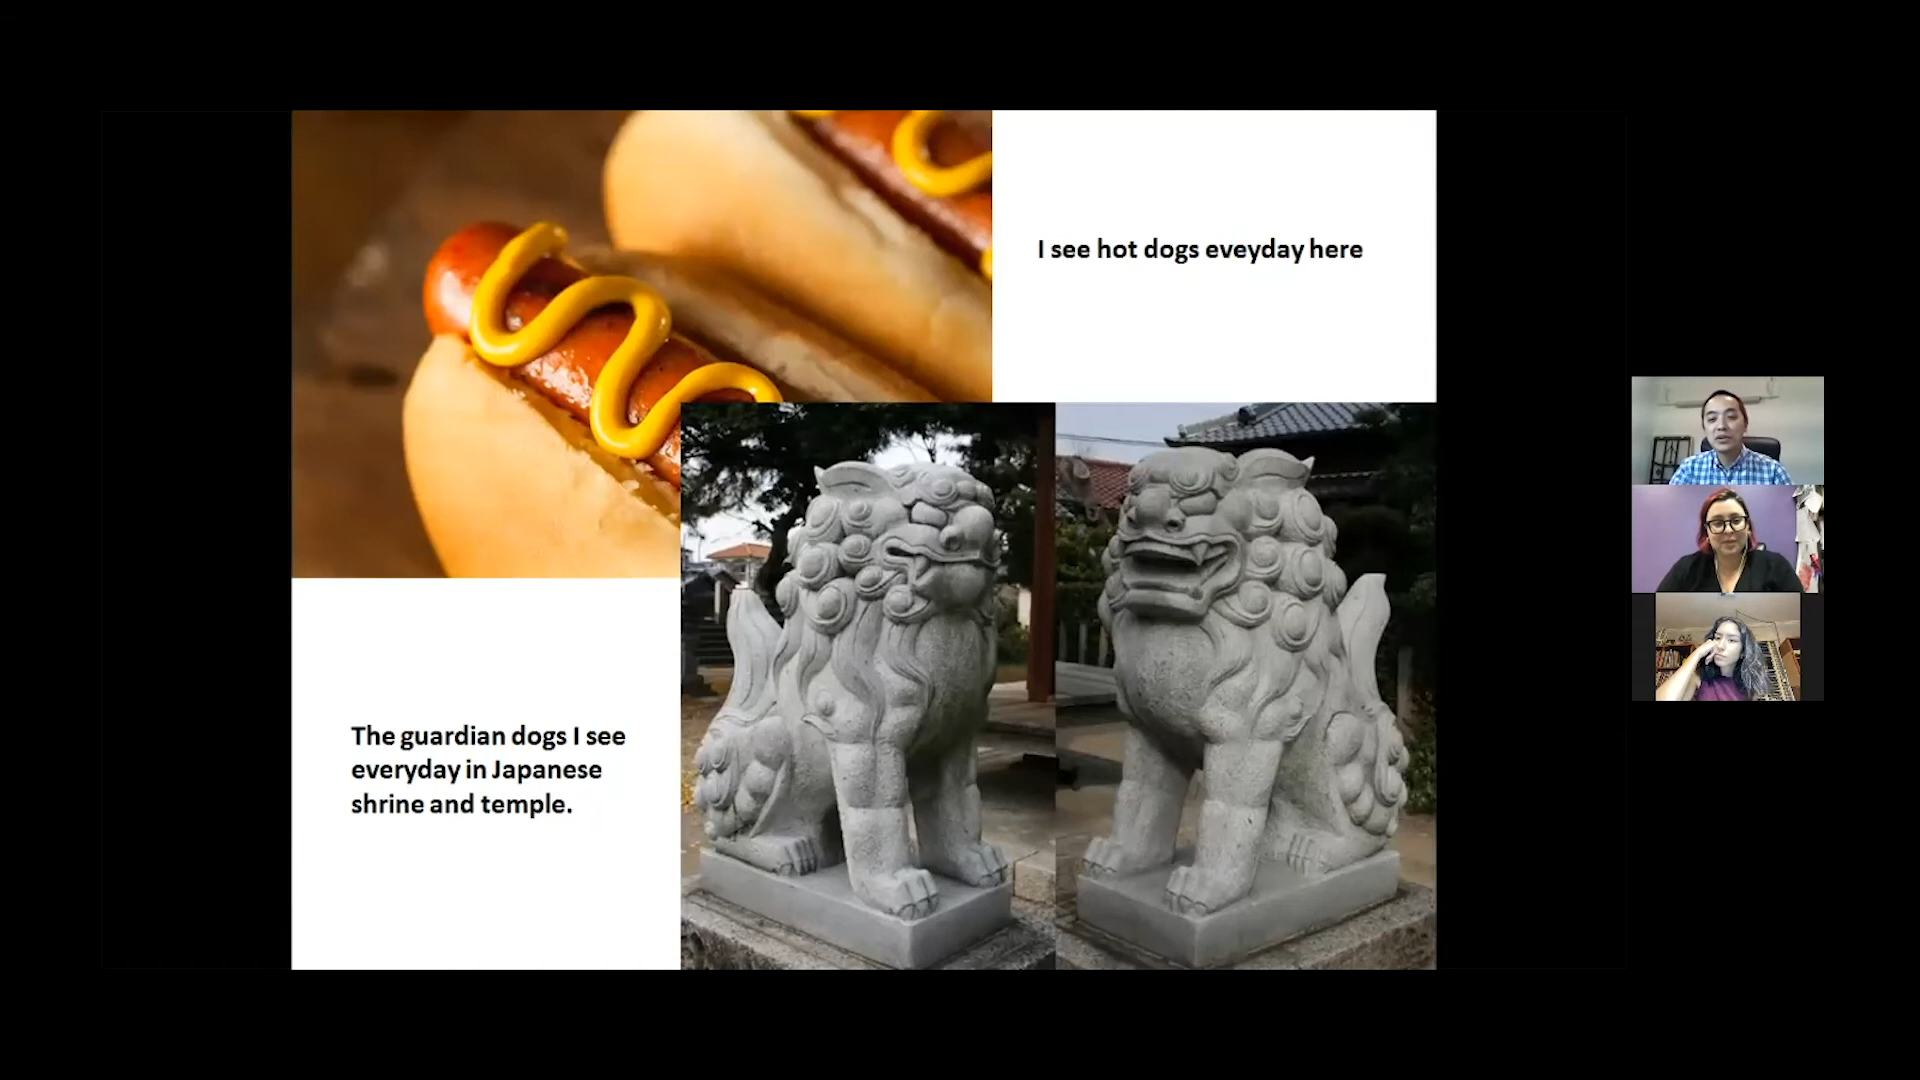 I see hot dogs eveyday here
The guardian dogs I see
everyday in Japanese
shrine and temple.